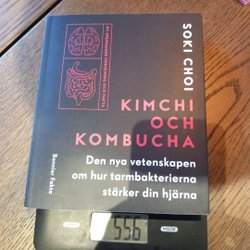 SOKI CHOI
KIMCHI
OCH
KOMBUCHA
Den nya vetenskapen
om hur tarmbakterierna
stärker din hjärna
Bonnier Fakta
556